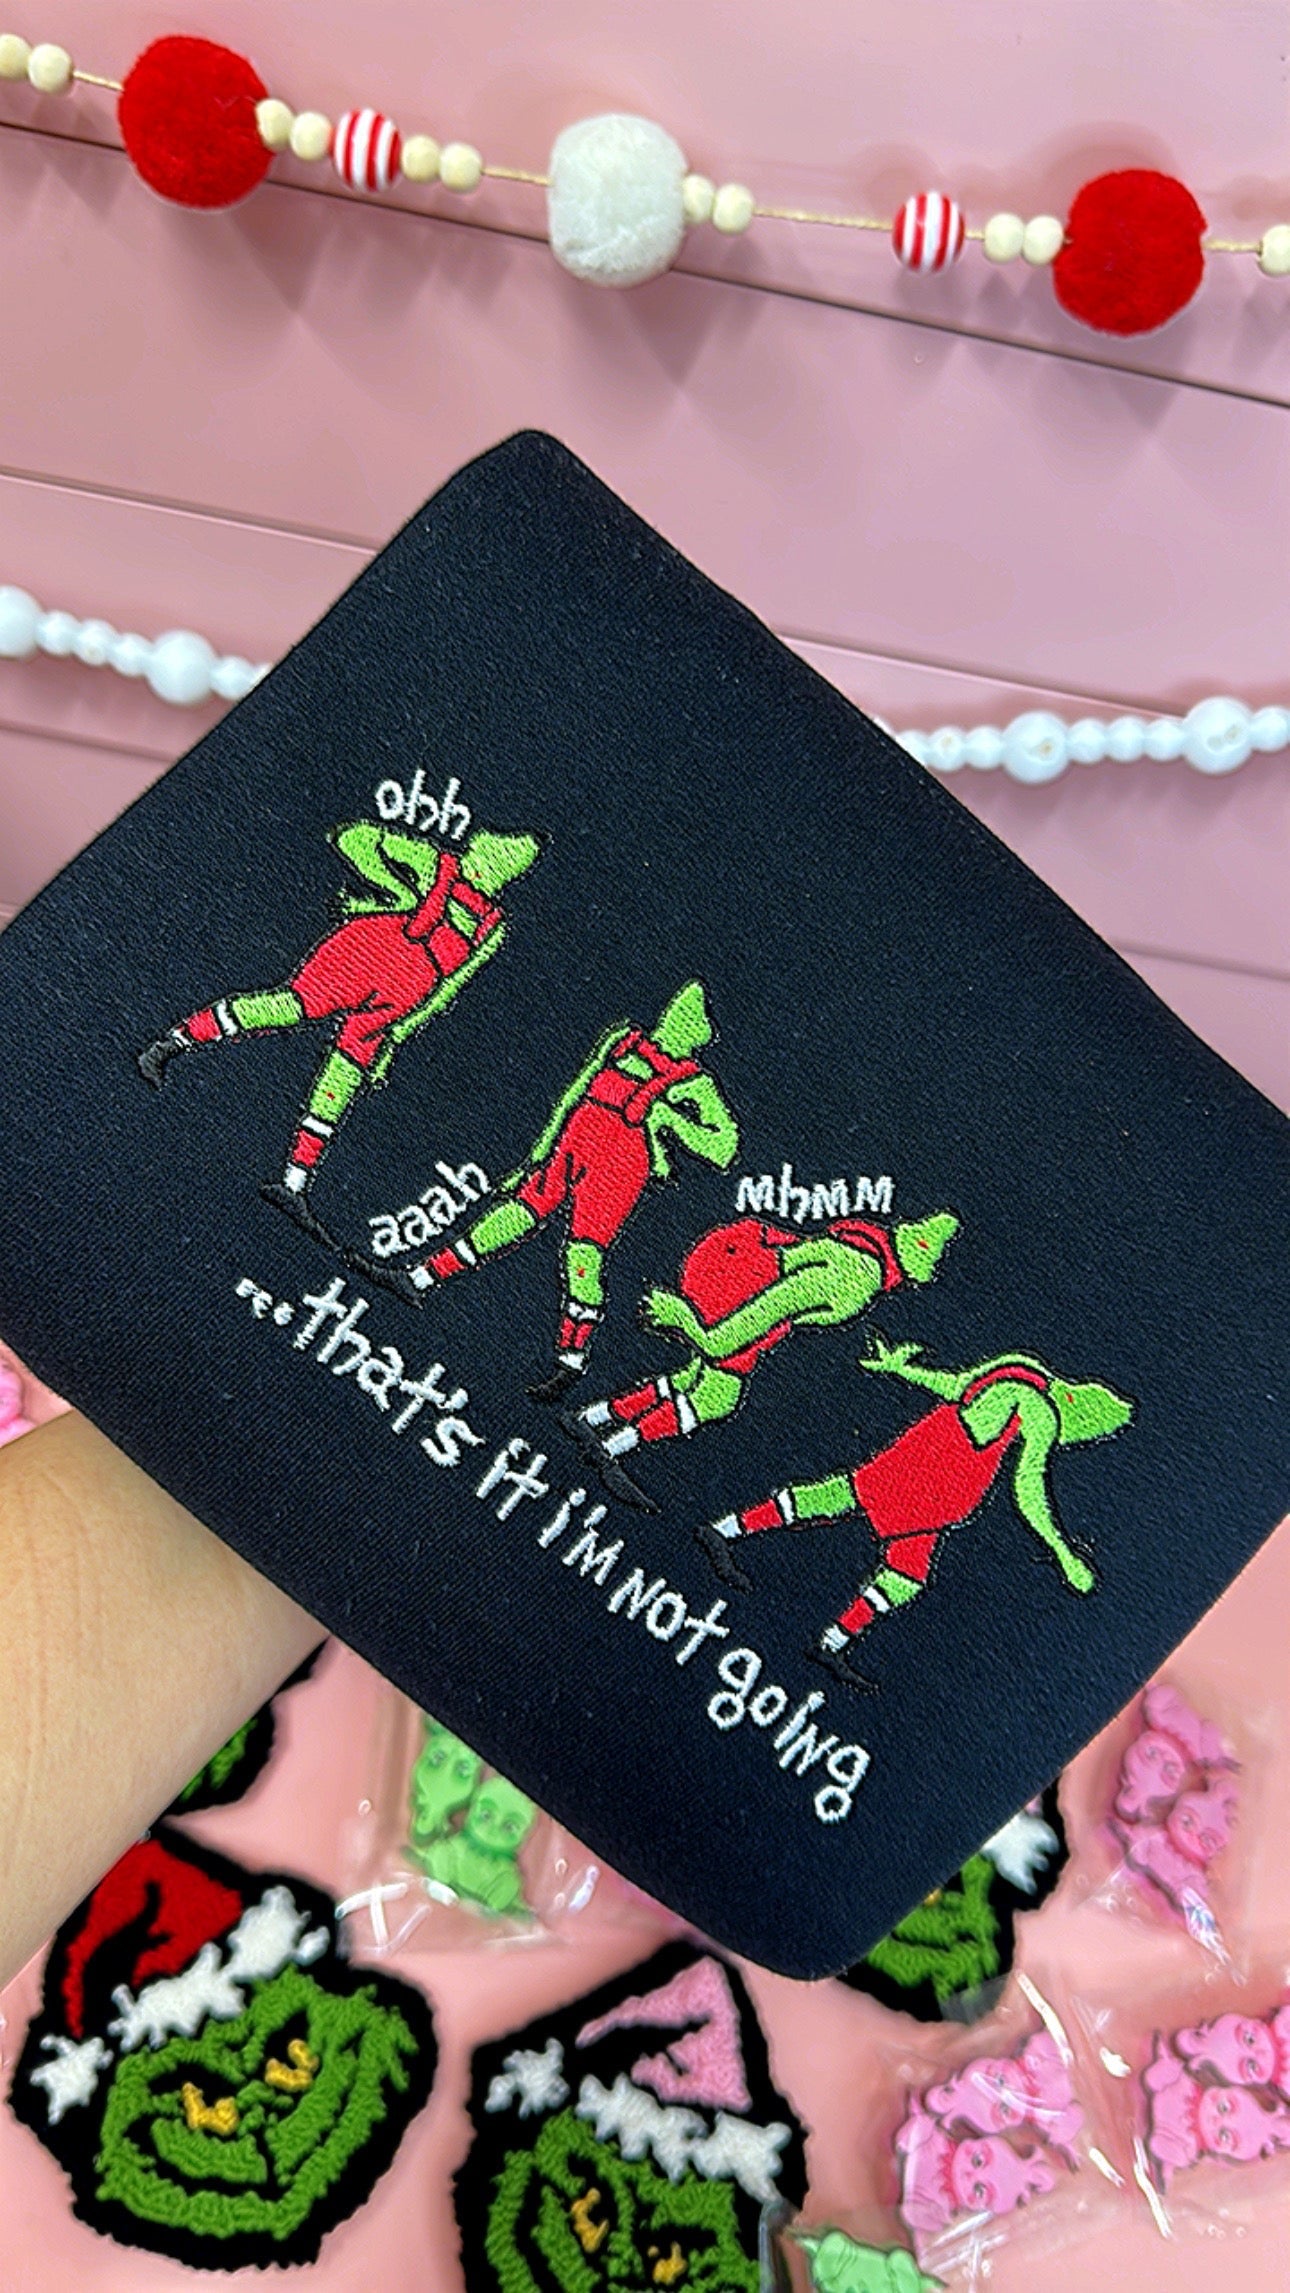 ohh
aaah
mhmm
...that's it i'm not going